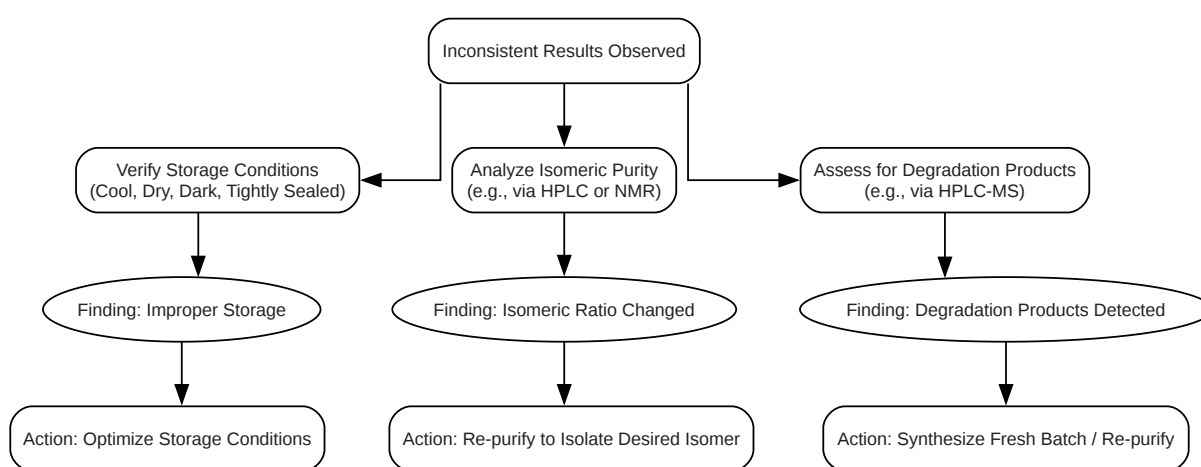 Inconsistent Results Observed
Verify Storage Conditions
(Cool, Dry, Dark, Tightly Sealed)
Analyze Isomeric Purity
(e.g., via HPLC or NMR)
Assess for Degradation Products
(e.g., via HPLC-MS)
Finding: Improper Storage
Finding: Isomeric Ratio Changed
Finding: Degradation Products Detected
Action: Optimize Storage Conditions
Action: Re-purify to Isolate Desired Isomer
Action: Synthesize Fresh Batch / Re-purify